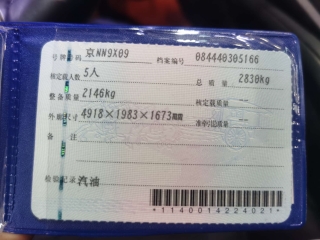 号牌号码 京NN9X09 档案编号 084440305166
核定载人数 5人 总质量 2830kg
整备质量 2146kg 核定载质量 --
外廓尺寸 4918×1983×1673mm 准牵引总质量 --
备注
检验记录 汽油
*1140014224021*